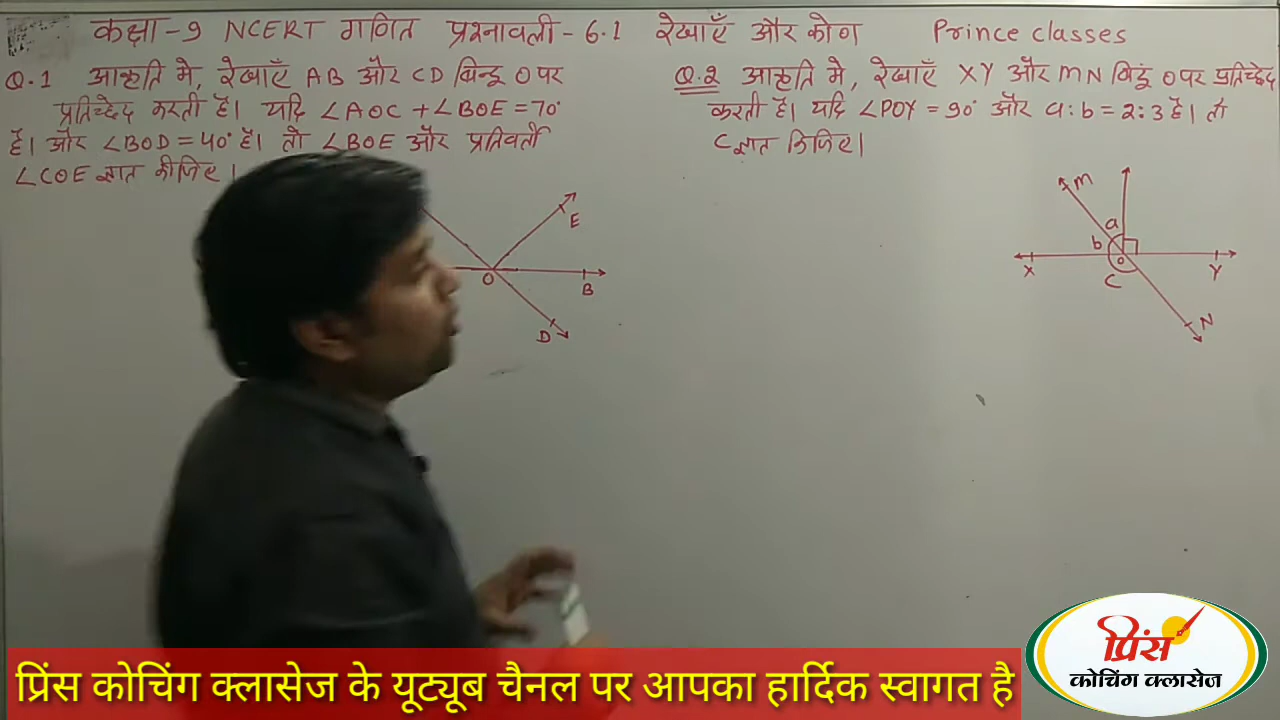 कक्षा -9 NCERT गणित प्रश्नावली - 6.1 रेखाएँ और कोण Prince classes
Q.1 आकृति मे, रेखाएँ AB और CD बिन्दू O पर
प्रतिच्छेद करती है। यदि ∠AOC + ∠BOE = 70°
है। और ∠BOD = 40° है। तो ∠BOE और प्रतिवर्ती
∠COE ज्ञात कीजिए।
E
O
B
D
Q.2 आकृति मे, रेखाएँ XY और MN बिंदु O पर प्रतिच्छेद
करती है। यदि ∠POY = 90° और a:b = 2:3 है। तो
C ज्ञात किजिए।
M
a
b
O
X
Y
C
N
प्रिंस
कोचिंग क्लासेज
प्रिंस कोचिंग क्लासेज के यूट्यूब चैनल पर आपका हार्दिक स्वागत है